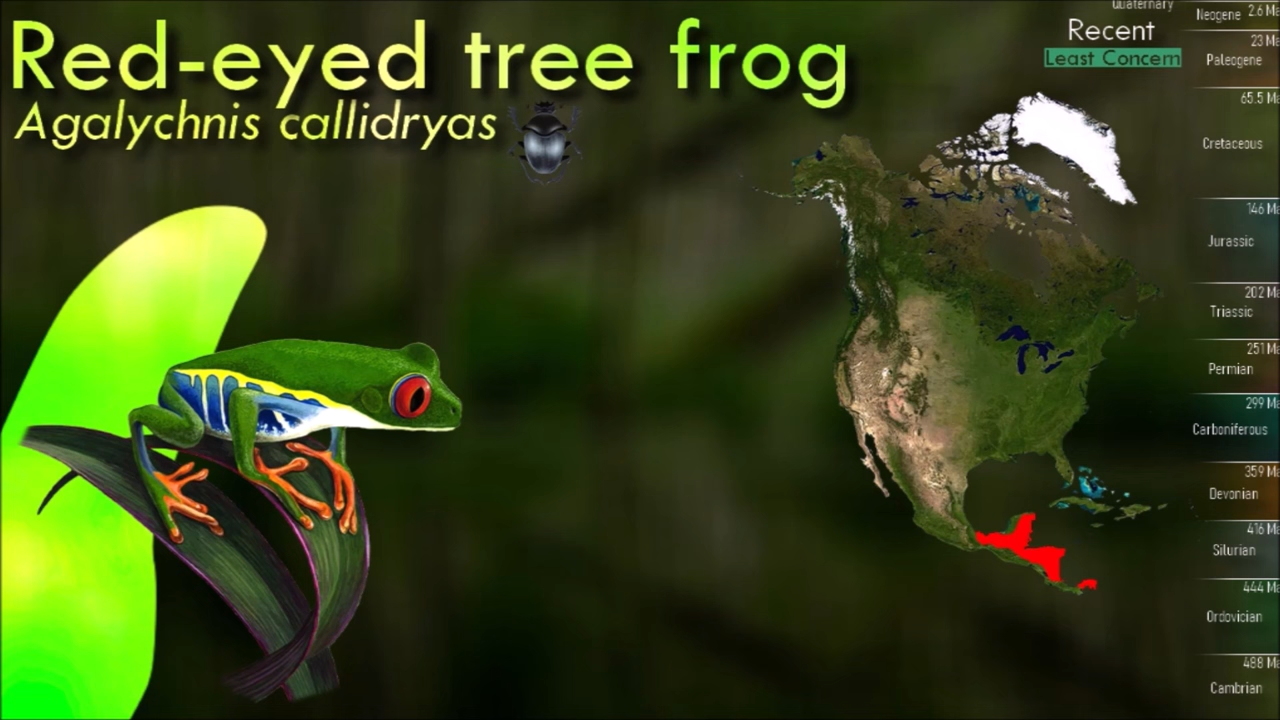 Red-eyed tree frog
Agalychnis callidryas
Recent
Least Concern
Quaternary
2.6 Ma
Neogene
23 Ma
Paleogene
65.5 Ma
Cretaceous
146 Ma
Jurassic
202 Ma
Triassic
251 Ma
Permian
299 Ma
Carboniferous
359 Ma
Devonian
416 Ma
Silurian
444 Ma
Ordovician
488 Ma
Cambrian